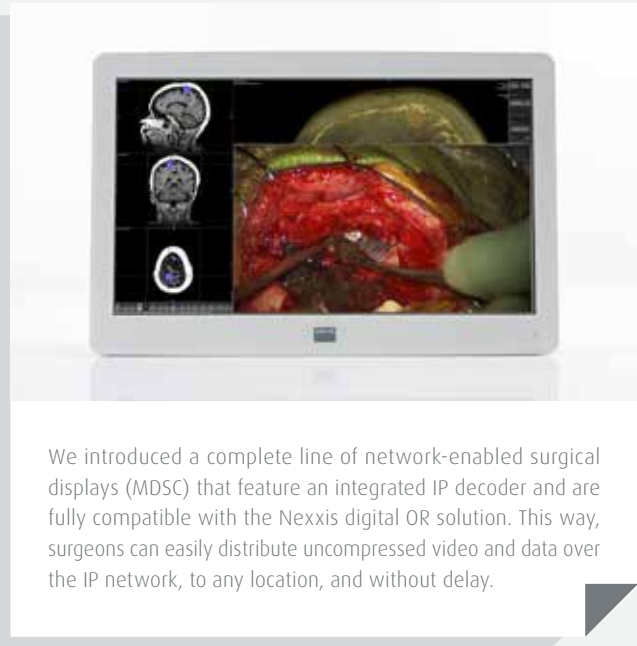 We introduced a complete line of network-enabled surgical
displays (MDSC) that feature an integrated IP decoder and are
fully compatible with the Nexxis digital OR solution. This way,
surgeons can easily distribute uncompressed video and data over
the IP network, to any location, and without delay.